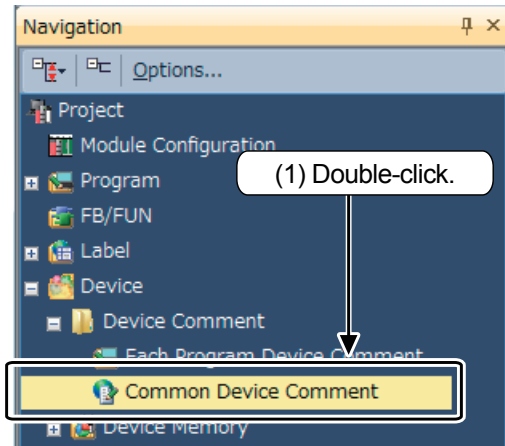 Navigation
Options...
Project
Module Configuration
(1) Double-click.
Program
FB/FUN
Label
Device
Device Comment
Each Program Device Comment
Common Device Comment
Device Memory